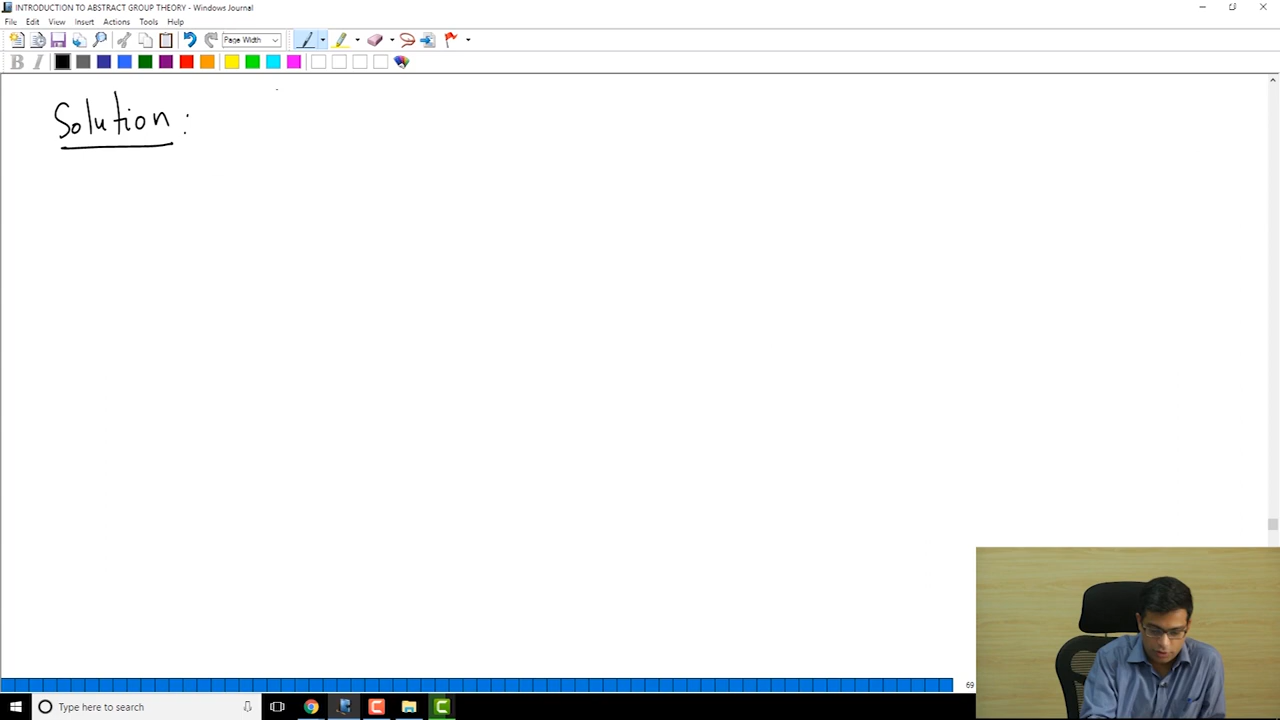 INTRODUCTION TO ABSTRACT GROUP THEORY - Windows Journal
File Edit View Insert Actions Tools Help
Page Width
B I
Solution:
69
Type here to search